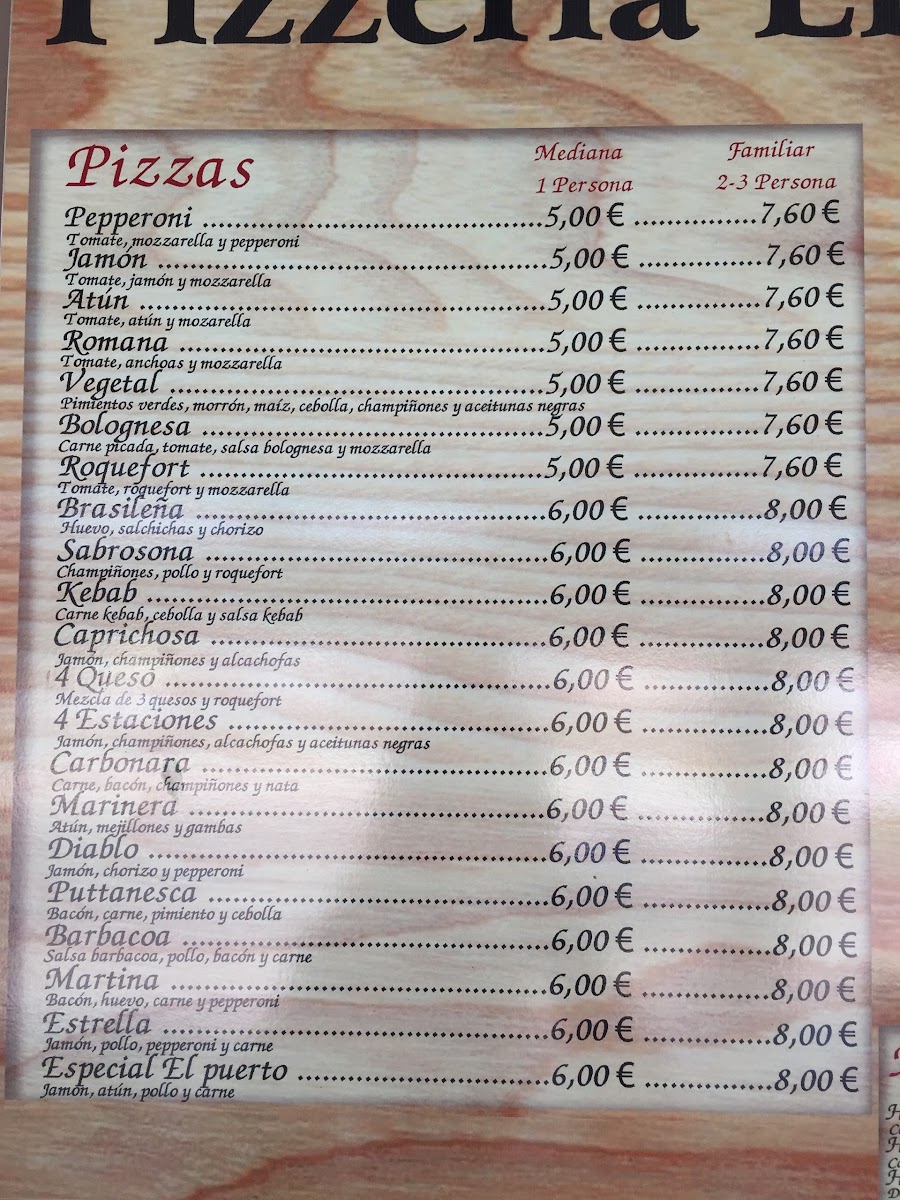 Pizzeria
Pizzas
Mediana Familiar
1 Persona 2-3 Persona
Pepperoni ........ 5,00 € ........ 7,60 €
Tomate, mozzarella y pepperoni
Jamón ........ 5,00 € ........ 7,60 €
Tomate, jamón y mozzarella
Atún ........ 5,00 € ........ 7,60 €
Tomate, atún y mozarella
Romana ........ 5,00 € ........ 7,60 €
Tomate, anchoas y mozzarella
Vegetal ........ 5,00 € ........ 7,60 €
Pimientos verdes, morrón, maíz, cebolla, champiñones y aceitunas negras
Bolognesa ........ 5,00 € ........ 7,60 €
Carne picada, tomate, salsa bolognesa y mozzarella
Roquefort ........ 5,00 € ........ 7,60 €
Tomate, roquefort y mozzarella
Brasileña ........ 6,00 € ........ 8,00 €
Huevo, salchichas y chorizo
Sabrosona ........ 6,00 € ........ 8,00 €
Champiñones, pollo y roquefort
Kebab ........ 6,00 € ........ 8,00 €
Carne kebab, cebolla y salsa kebab
Caprichosa ........ 6,00 € ........ 8,00 €
Jamón, champiñones y alcachofas
4 Queso ........ 6,00 € ........ 8,00 €
Mezcla de 3 quesos y roquefort
4 Estaciones ........ 6,00 € ........ 8,00 €
Jamón, champiñones, alcachofas y aceitunas negras
Carbonara ........ 6,00 € ........ 8,00 €
Carne, bacón, champiñones y nata
Marinera ........ 6,00 € ........ 8,00 €
Atún, mejillones y gambas
Diablo ........ 6,00 € ........ 8,00 €
Jamón, chorizo y pepperoni
Puttanesca ........ 6,00 € ........ 8,00 €
Bacón, carne, pimiento y cebolla
Barbacoa ........ 6,00 € ........ 8,00 €
Salsa barbacoa, pollo, bacón y carne
Martina ........ 6,00 € ........ 8,00 €
Bacón, huevo, carne y pepperoni
Estrella ........ 6,00 € ........ 8,00 €
Jamón, pollo, pepperoni y carne
Especial El puerto ........ 6,00 € ........ 8,00 €
Jamón, atún, pollo y carne